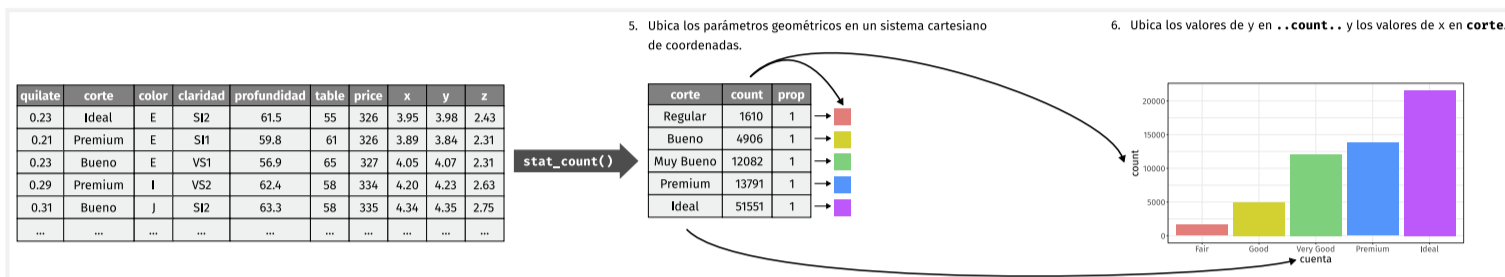 5. Ubica los parámetros geométricos en un sistema cartesiano
de coordenadas.
6. Ubica los valores de y en ..count.. y los valores de x en corte.
quilate corte color claridad profundidad table price x y z
0.23 Ideal E SI2 61.5 55 326 3.95 3.98 2.43
0.21 Premium E SI1 59.8 61 326 3.89 3.84 2.31
0.23 Bueno E VS1 56.9 65 327 4.05 4.07 2.31
0.29 Premium I VS2 62.4 58 334 4.20 4.23 2.63
0.31 Bueno J SI2 63.3 58 335 4.34 4.35 2.75
... ... ... ... ... ... ... ... ... ...
stat_count()
corte count prop
Regular 1610 1
Bueno 4906 1
Muy Bueno 12082 1
Premium 13791 1
Ideal 51551 1
20000
15000
10000
5000
0
count
Fair Good Very Good Premium Ideal
cuenta